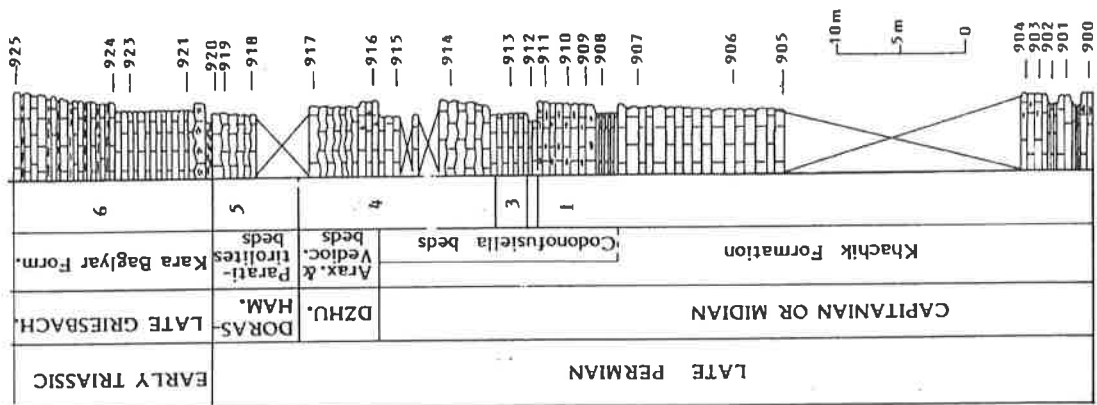 LATE PERMIAN
EARLY TRIASSIC
CAPITANIAN OR MIDIAN
DZHU.
DORAS-
HAM.
LATE GRIESBACH.
Khachik Formation
Codonofusiella beds
Arax. &
Vedioc.
beds
Parati-
tirolites
beds
Kara Baglyar Form.
1
3
4
5
6
900
901
902
903
904
0
5m
10m
905
906
907
908
909
910
911
912
913
914
915
916
917
918
919
920
921
923
924
925